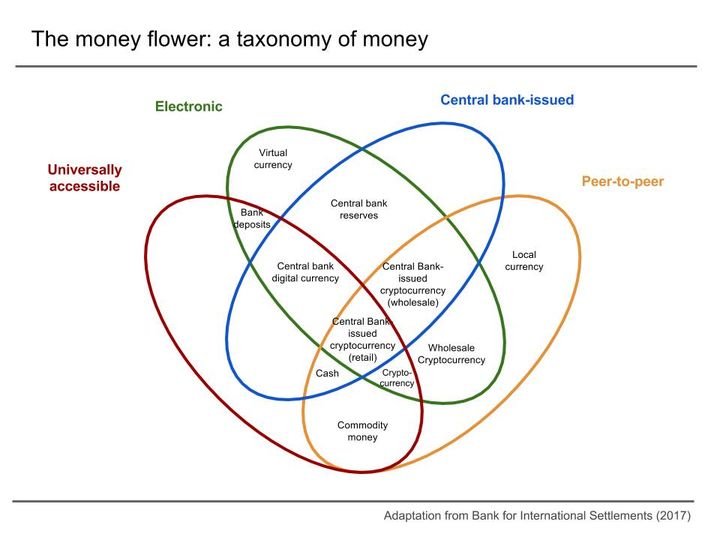 The money flower: a taxonomy of money
Electronic
Central bank-issued
Universally
accessible
Peer-to-peer
Virtual
currency
Bank
deposits
Central bank
reserves
Local
currency
Central bank
digital currency
Central Bank-
issued
cryptocurrency
(wholesale)
Central Bank-
issued
cryptocurrency
(retail)
Wholesale
Cryptocurrency
Cash
Crypto-
currency
Commodity
money
Adaptation from Bank for International Settlements (2017)